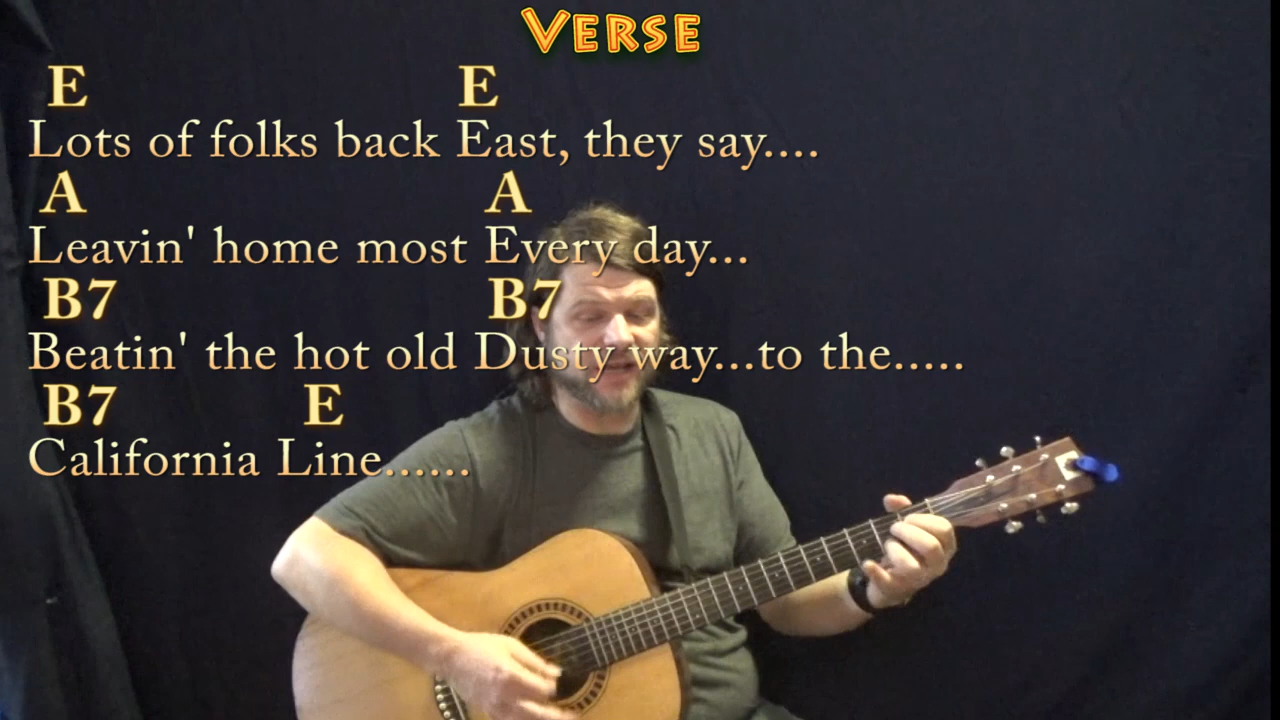 VERSE
E E
Lots of folks back East, they say....
A A
Leavin' home most Every day...
B7 B7
Beatin' the hot old Dusty way...to the.....
B7 E
California Line......